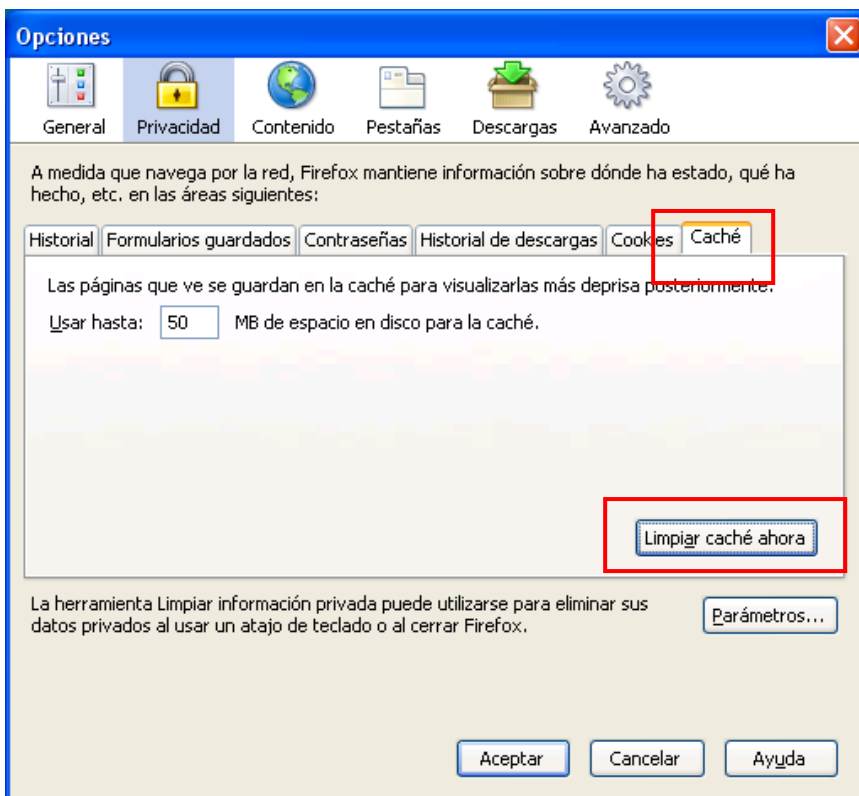 Opciones
General Privacidad Contenido Pestañas Descargas Avanzado
A medida que navega por la red, Firefox mantiene información sobre dónde ha estado, qué ha
hecho, etc. en las áreas siguientes:
Historial Formularios guardados Contraseñas Historial de descargas Cookies Caché
Las páginas que ve se guardan en la caché para visualizarlas más deprisa posteriormente.
Usar hasta: 50 MB de espacio en disco para la caché.
Limpiar caché ahora
La herramienta Limpiar información privada puede utilizarse para eliminar sus
datos privados al usar un atajo de teclado o al cerrar Firefox.
Parámetros...
Aceptar Cancelar Ayuda